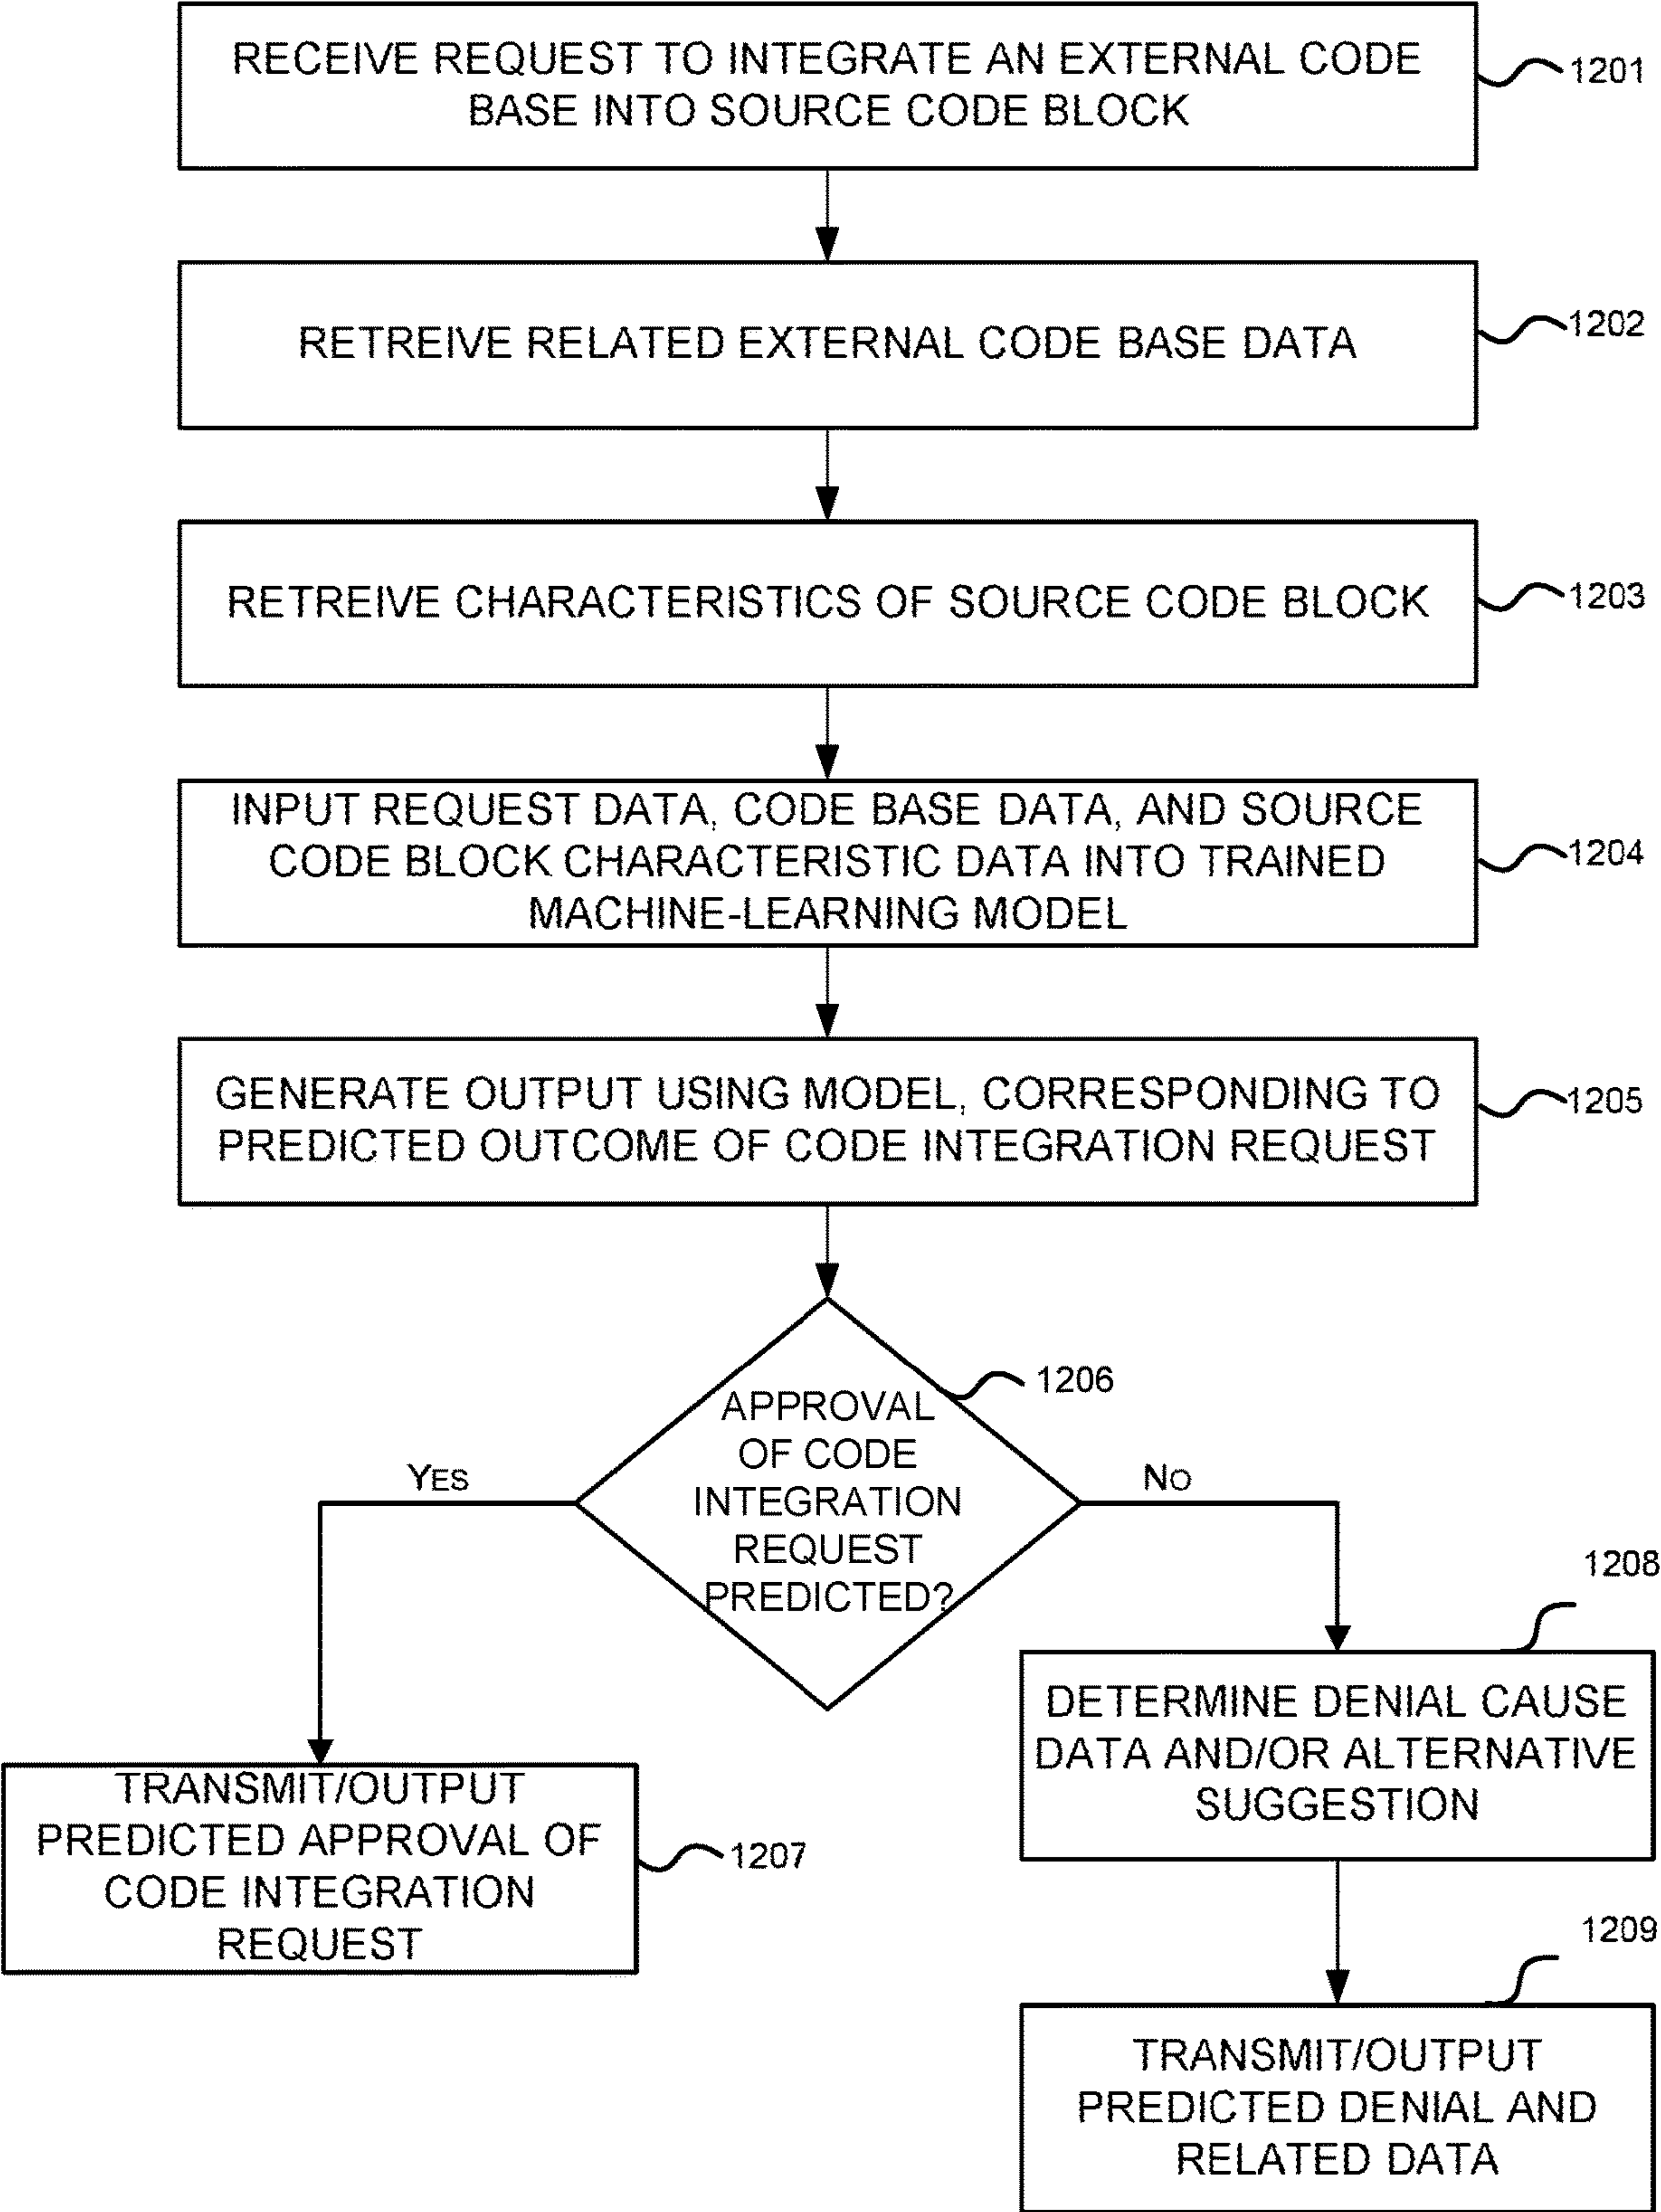 RECEIVE REQUEST TO INTEGRATE AN EXTERNAL CODE
BASE INTO SOURCE CODE BLOCK
1201
RETREIVE RELATED EXTERNAL CODE BASE DATA
1202
RETREIVE CHARACTERISTICS OF SOURCE CODE BLOCK
1203
INPUT REQUEST DATA, CODE BASE DATA, AND SOURCE
CODE BLOCK CHARACTERISTIC DATA INTO TRAINED
MACHINE-LEARNING MODEL
1204
GENERATE OUTPUT USING MODEL, CORRESPONDING TO
PREDICTED OUTCOME OF CODE INTEGRATION REQUEST
1205
APPROVAL
OF CODE
INTEGRATION
REQUEST
PREDICTED?
1206
YES
NO
TRANSMIT/OUTPUT
PREDICTED APPROVAL OF
CODE INTEGRATION
REQUEST
1207
1208
DETERMINE DENIAL CAUSE
DATA AND/OR ALTERNATIVE
SUGGESTION
1209
TRANSMIT/OUTPUT
PREDICTED DENIAL AND
RELATED DATA